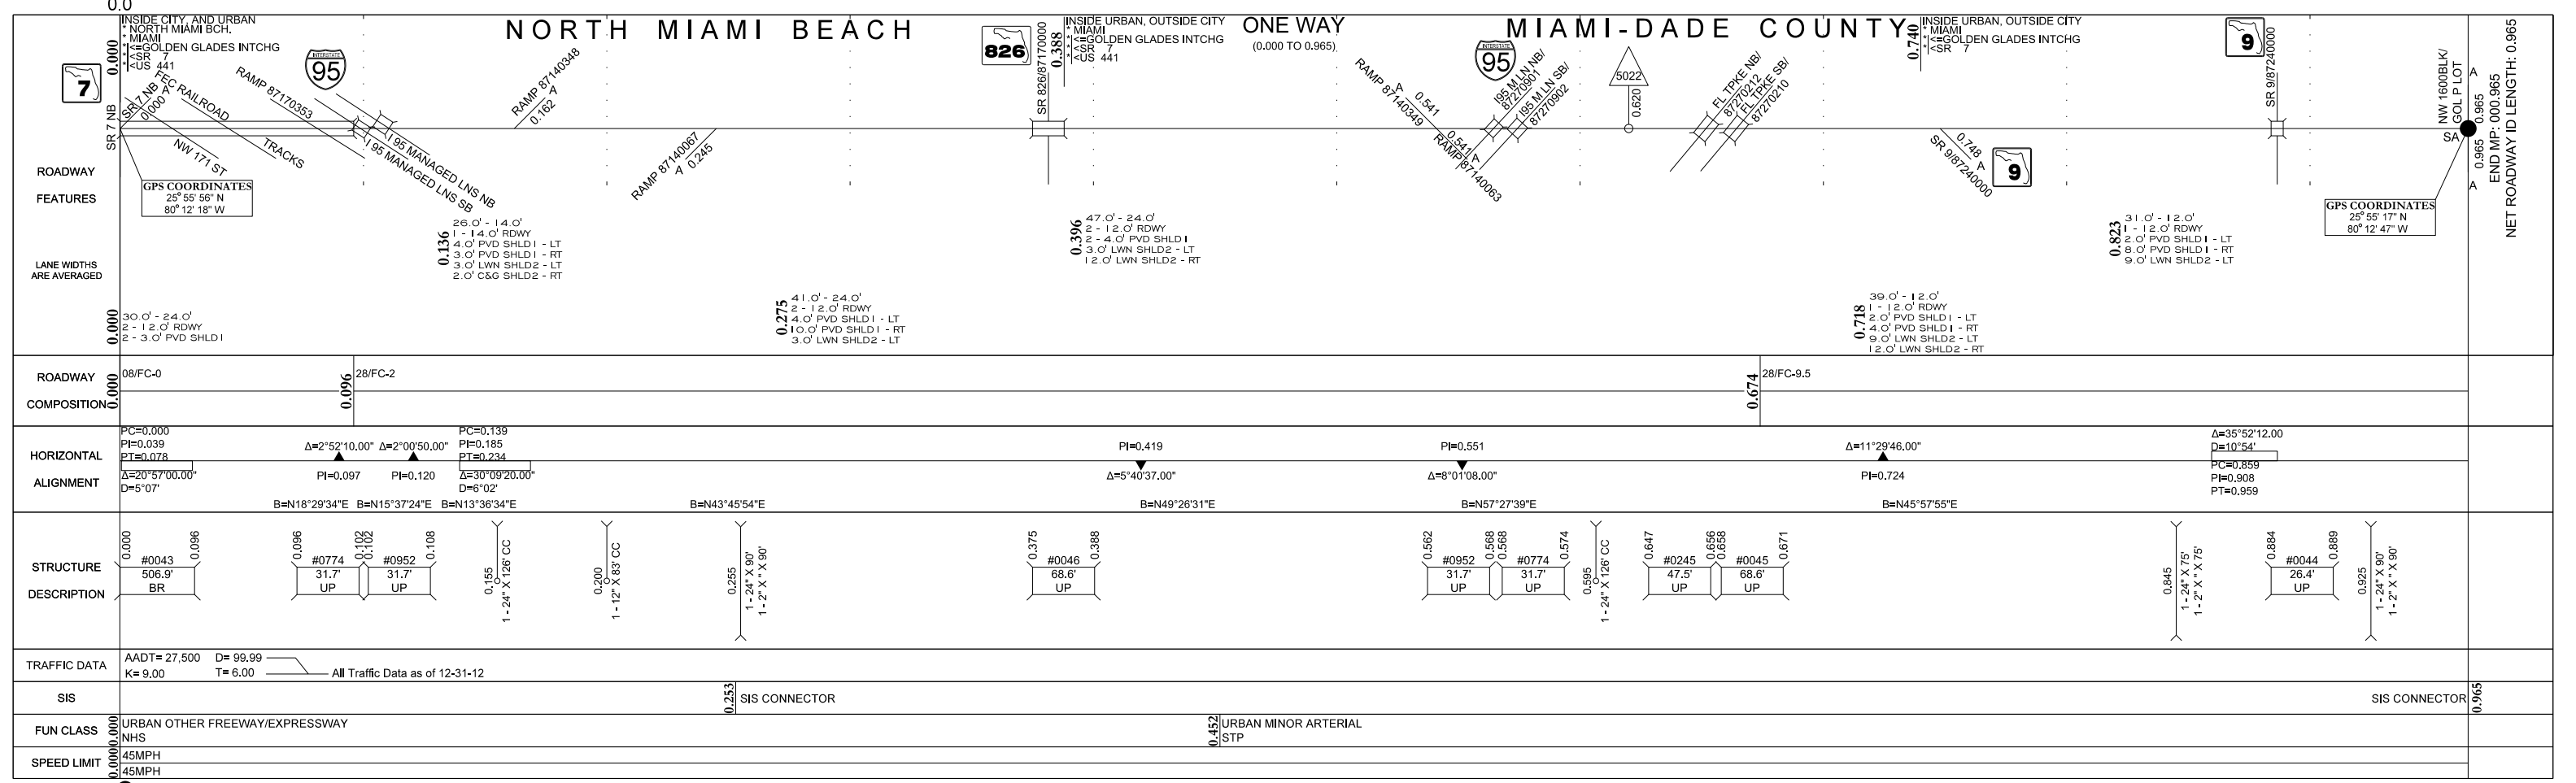 0.0
INSIDE CITY, AND URBAN
* NORTH MIAMI BCH.
* MIAMI
* <=GOLDEN GLADES INTCHG
* <SR 7
* <US 441
0.000
NORTH MIAMI BEACH
826
SR 826/87170000
0.388
INSIDE URBAN, OUTSIDE CITY
* MIAMI
* <=GOLDEN GLADES INTCHG
* <SR 7
* <US 441
ONE WAY
(0.000 TO 0.965)
MIAMI-DADE COUNTY
0.740
INSIDE URBAN, OUTSIDE CITY
* MIAMI
* <=GOLDEN GLADES INTCHG
* <SR 7
9
SR 9/87240000
NW 1600BLK/
GOL P LOT
A
0.965
SA
0.965
A
END MP: 000.965
NET ROADWAY ID LENGTH: 0.965
7
SR 7 NB
SR 7 NB
0.000 A
FEC RAILROAD
TRACKS
NW 171 ST
RAMP 87170353
INTERSTATE
95
I 95 MANAGED LNS NB
I 95 MANAGED LNS SB
RAMP 87140348
A
0.162
RAMP 87140067
A 0.245
RAMP 87140349
A 0.541
0.541 A
RAMP 87140063
INTERSTATE
95
I95 M LN NB/
87270901
I95 M LN SB/
87270902
5022
0.620
FL TPKE NB/
87270212
FL TPKE SB/
87270210
0.748
A
SR 9/87240000
9
ROADWAY
FEATURES
GPS COORDINATES
25° 55' 56" N
80° 12' 18" W
GPS COORDINATES
25° 55' 17" N
80° 12' 47" W
LANE WIDTHS
ARE AVERAGED
0.000
30.0' - 24.0'
2 - 12.0' RDWY
2 - 3.0' PVD SHLD1
0.136
26.0' - 14.0'
1 - 14.0' RDWY
4.0' PVD SHLD1 - LT
3.0' PVD SHLD1 - RT
3.0' LWN SHLD2 - LT
2.0' C&G SHLD2 - RT
0.275
41.0' - 24.0'
2 - 12.0' RDWY
4.0' PVD SHLD1 - LT
10.0' PVD SHLD1 - RT
3.0' LWN SHLD2 - LT
0.396
47.0' - 24.0'
2 - 12.0' RDWY
2 - 4.0' PVD SHLD1
3.0' LWN SHLD2 - LT
12.0' LWN SHLD2 - RT
0.718
39.0' - 12.0'
1 - 12.0' RDWY
2.0' PVD SHLD1 - LT
4.0' PVD SHLD1 - RT
9.0' LWN SHLD2 - LT
12.0' LWN SHLD2 - RT
0.823
31.0' - 12.0'
1 - 12.0' RDWY
2.0' PVD SHLD1 - LT
8.0' PVD SHLD1 - RT
9.0' LWN SHLD2 - LT
ROADWAY
COMPOSITION
0.000
08/FC-0
0.096
28/FC-2
0.674
28/FC-9.5
HORIZONTAL
ALIGNMENT
PC=0.000
PI=0.039
PT=0.078
Δ=20°57'00.00"
D=5°07'
Δ=2°52'10.00" Δ=2°00'50.00"
PI=0.097 PI=0.120
PC=0.139
PI=0.185
PT=0.234
Δ=30°09'20.00"
D=6°02'
PI=0.419
Δ=5°40'37.00"
PI=0.551
Δ=8°01'08.00"
Δ=11°29'46.00"
PI=0.724
Δ=35°52'12.00
D=10°54'
PC=0.859
PI=0.908
PT=0.959
B=N18°29'34"E B=N15°37'24"E B=N13°36'34"E B=N43°45'54"E B=N49°26'31"E B=N57°27'39"E B=N45°57'55"E
STRUCTURE
DESCRIPTION
0.000
#0043
506.9'
BR
0.096
0.096
#0774
31.7'
UP
0.102
0.102
#0952
31.7'
UP
0.108
0.155
1 - 24" X 126' CC
0.200
1 - 12" X 83' CC
0.255
1 - 24" X 90'
1 - 2" X " X 90'
0.375
#0046
68.6'
UP
0.388
0.562
#0952
31.7'
UP
0.568
0.568
#0774
31.7'
UP
0.574
0.595
1 - 24" X 126' CC
0.647
#0245
47.5'
UP
0.656
0.658
#0045
68.6'
UP
0.671
0.845
1 - 24" X 75'
1 - 2" X " X 75'
0.884
#0044
26.4'
UP
0.889
0.925
1 - 24" X 90'
1 - 2" X " X 90'
TRAFFIC DATA
AADT= 27,500 D= 99.99
K= 9.00 T= 6.00
All Traffic Data as of 12-31-12
SIS
0.253
SIS CONNECTOR
SIS CONNECTOR
0.965
FUN CLASS
0.000
URBAN OTHER FREEWAY/EXPRESSWAY
NHS
0.452
URBAN MINOR ARTERIAL
STP
SPEED LIMIT
0.000
45MPH
45MPH